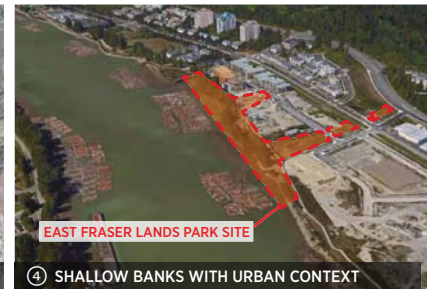 EAST FRASER LANDS PARK SITE
④ SHALLOW BANKS WITH URBAN CONTEXT